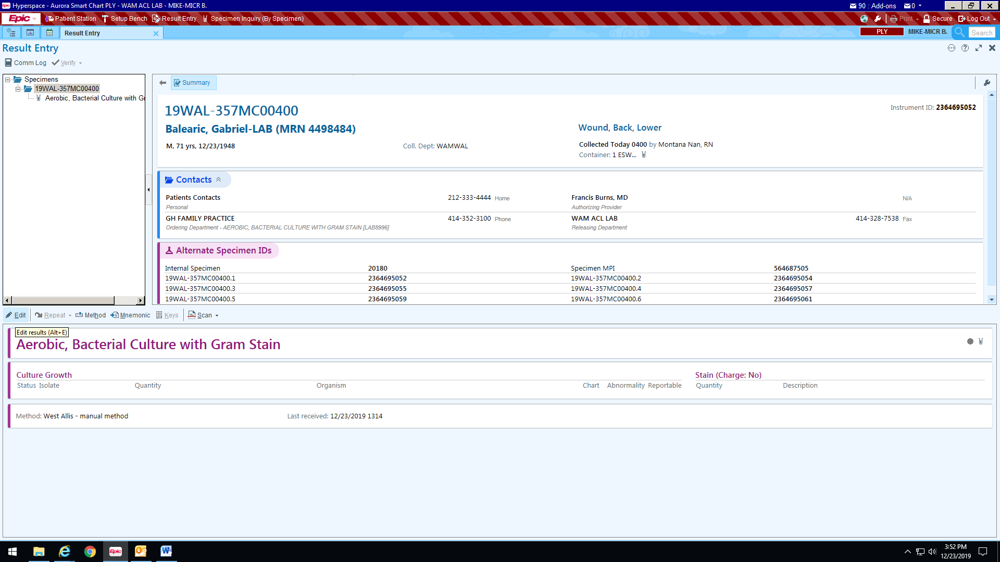 Epic Hyperspace - Aurora Smart Chart PLY - WAM ACL LAB - MIKE-MICR B. 90 : Add-ons 0
Epic Patient Station Setup Bench Result Entry Specimen Inquiry (By Specimen) Print Secure Log Out
Result Entry PLY MIKE-MICR B. Search
Result Entry
Comm Log Verify
Specimens
19WAL-357MC00400
Aerobic, Bacterial Culture with Gr
Summary
19WAL-357MC00400 Instrument ID: 2364695052
Balearic, Gabriel-LAB (MRN 4498484) Wound, Back, Lower
M, 71 yrs, 12/23/1948 Coll. Dept: WAMWAL Collected Today 0400 by Montana Nan, RN
Container: 1 ESW...
Contacts
Patients Contacts 212-333-4444 Home Francis Burns, MD N/A
Personal Authorizing Provider
GH FAMILY PRACTICE 414-352-3100 Phone WAM ACL LAB 414-328-7538 Fax
Ordering Department - AEROBIC, BACTERIAL CULTURE WITH GRAM STAIN [LAB8996] Releasing Department
Alternate Specimen IDs
Internal Specimen 20180 Specimen MPI 564687505
19WAL-357MC00400.1 2364695052 19WAL-357MC00400.2 2364695054
19WAL-357MC00400.3 2364695055 19WAL-357MC00400.4 2364695057
19WAL-357MC00400.5 2364695059 19WAL-357MC00400.6 2364695061
Edit Repeat Method Mnemonic Keys Scan
Edit results (Alt+E)
Aerobic, Bacterial Culture with Gram Stain
Culture Growth Stain (Charge: No)
Status Isolate Quantity Organism Chart Abnormality Reportable Quantity Description
Method: West Allis - manual method Last received: 12/23/2019 1314
Epic
3:52 PM
12/23/2019